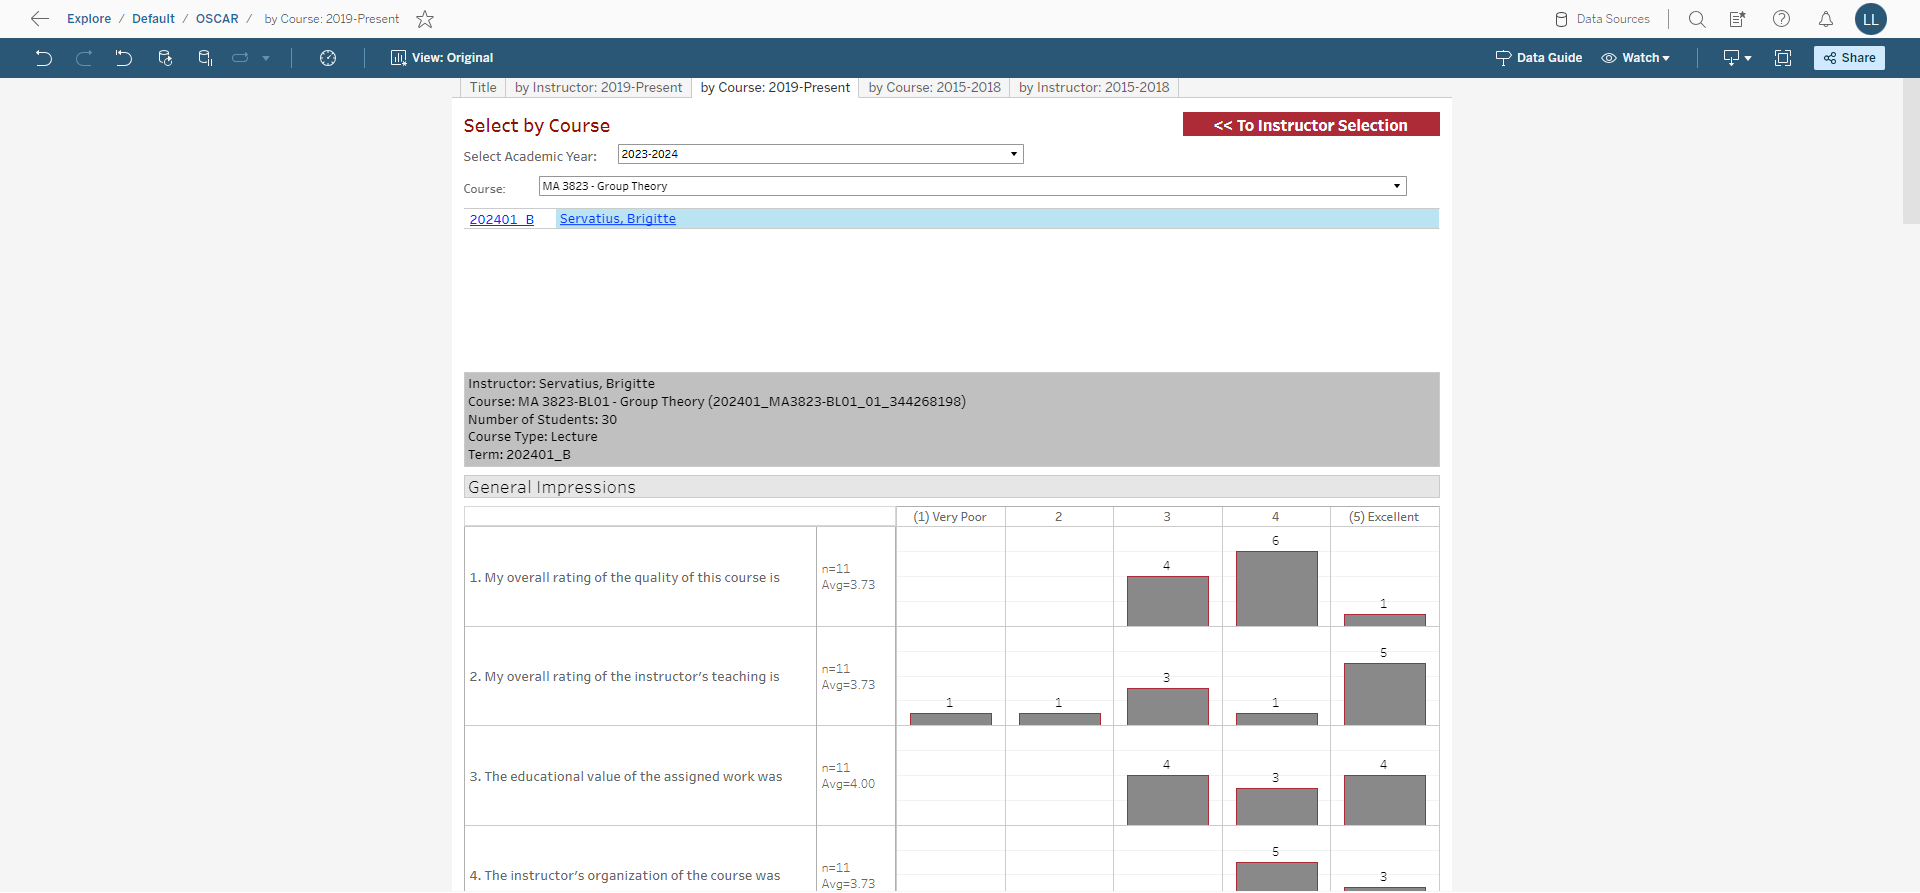 Explore / Default / OSCAR / by Course: 2019-Present
Data Sources
LL
View: Original
Data Guide
Watch
Share
Title
by Instructor: 2019-Present
by Course: 2019-Present
by Course: 2015-2018
by Instructor: 2015-2018
Select by Course
<< To Instructor Selection
Select Academic Year:
2023-2024
Course:
MA 3823 - Group Theory
202401_B
Servatius, Brigitte
Instructor: Servatius, Brigitte
Course: MA 3823-BL01 - Group Theory (202401_MA3823-BL01_01_344268198)
Number of Students: 30
Course Type: Lecture
Term: 202401_B
General Impressions
(1) Very Poor 2 3 4 (5) Excellent
1. My overall rating of the quality of this course is
n=11
Avg=3.73
4 6 1
2. My overall rating of the instructor's teaching is
n=11
Avg=3.73
1 1 3 1 5
3. The educational value of the assigned work was
n=11
Avg=4.00
4 3 4
4. The instructor's organization of the course was
n=11
Avg=3.73
5 3